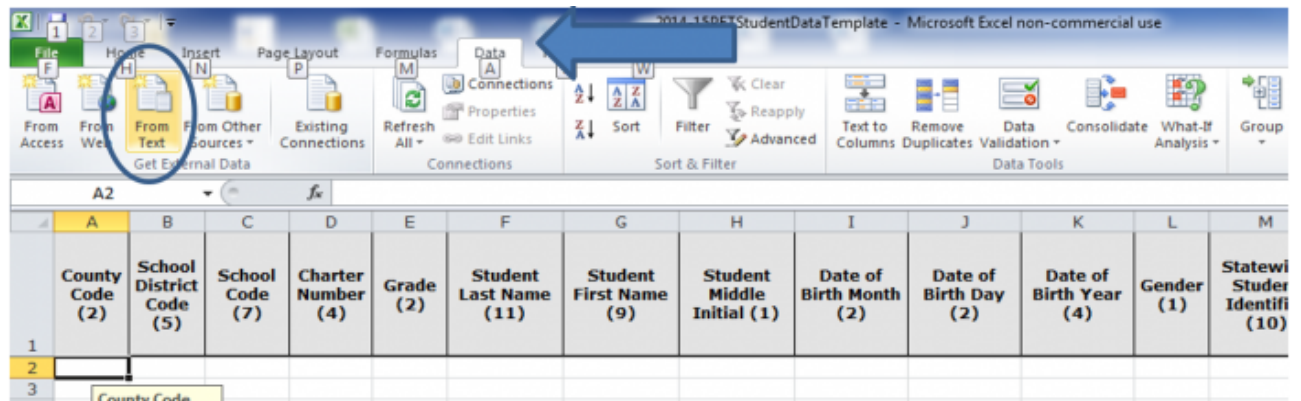 1 2 3 2014-15PFTStudentDataTemplate - Microsoft Excel non-commercial use
File Home Insert Page Layout Formulas Data
F H N P M A W
Connections
Properties
Edit Links
Clear
Reapply
Advanced
From Access
From Web
From Text
From Other Sources
Existing Connections
Refresh All
Sort
Filter
Text to Columns
Remove Duplicates
Data Validation
Consolidate
What-If Analysis
Group
Get External Data
Connections
Sort & Filter
Data Tools
A2 fx
A B C D E F G H I J K L M
1
County Code (2)
School District Code (5)
School Code (7)
Charter Number (4)
Grade (2)
Student Last Name (11)
Student First Name (9)
Student Middle Initial (1)
Date of Birth Month (2)
Date of Birth Day (2)
Date of Birth Year (4)
Gender (1)
(10)
2
3
County Code